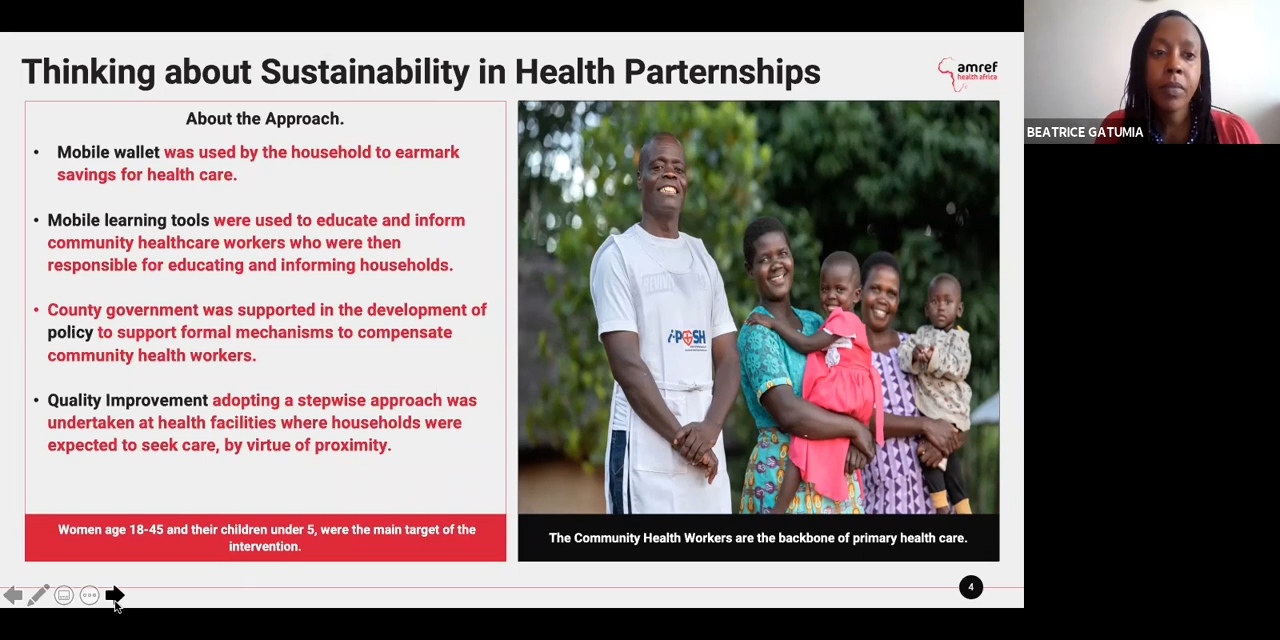 Thinking about Sustainability in Health Parternships
amref
health africa
BEATRICE GATUMIA
About the Approach.
• Mobile wallet was used by the household to earmark
savings for health care.
• Mobile learning tools were used to educate and inform
community healthcare workers who were then
responsible for educating and informing households.
• County government was supported in the development of
policy to support formal mechanisms to compensate
community health workers.
• Quality Improvement adopting a stepwise approach was
undertaken at health facilities where households were
expected to seek care, by virtue of proximity.
Women age 18-45 and their children under 5, were the main target of the
intervention.
i-POSH
The Community Health Workers are the backbone of primary health care.
4